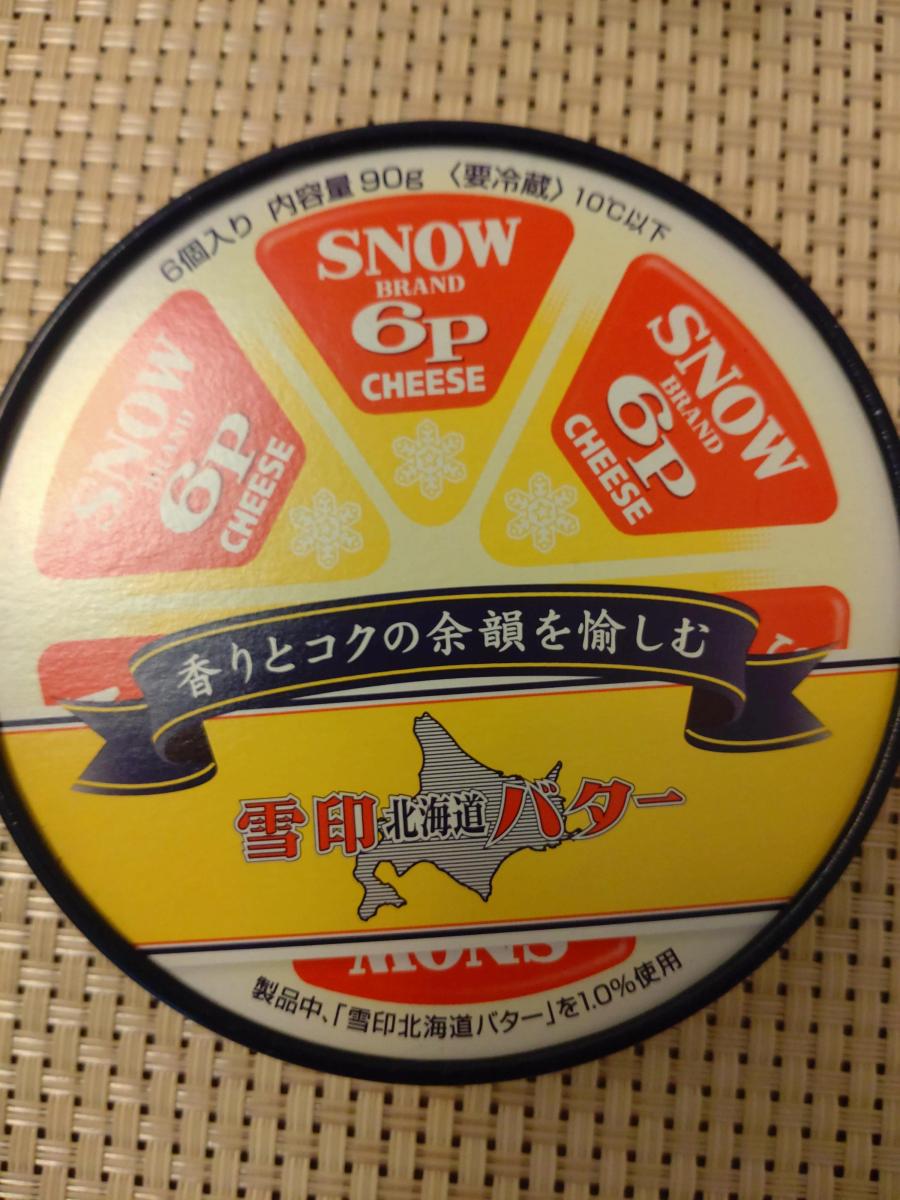 6個入り 内容量 90g 〈要冷蔵〉 10℃以下
SNOW
BRAND
6P
CHEESE
SNOW
BRAND
6P
CHEESE
SNOW
BRAND
6P
CHEESE
香りとコクの余韻を愉しむ
雪印北海道バター
SNOW
製品中、「雪印北海道バター」を1.0%使用